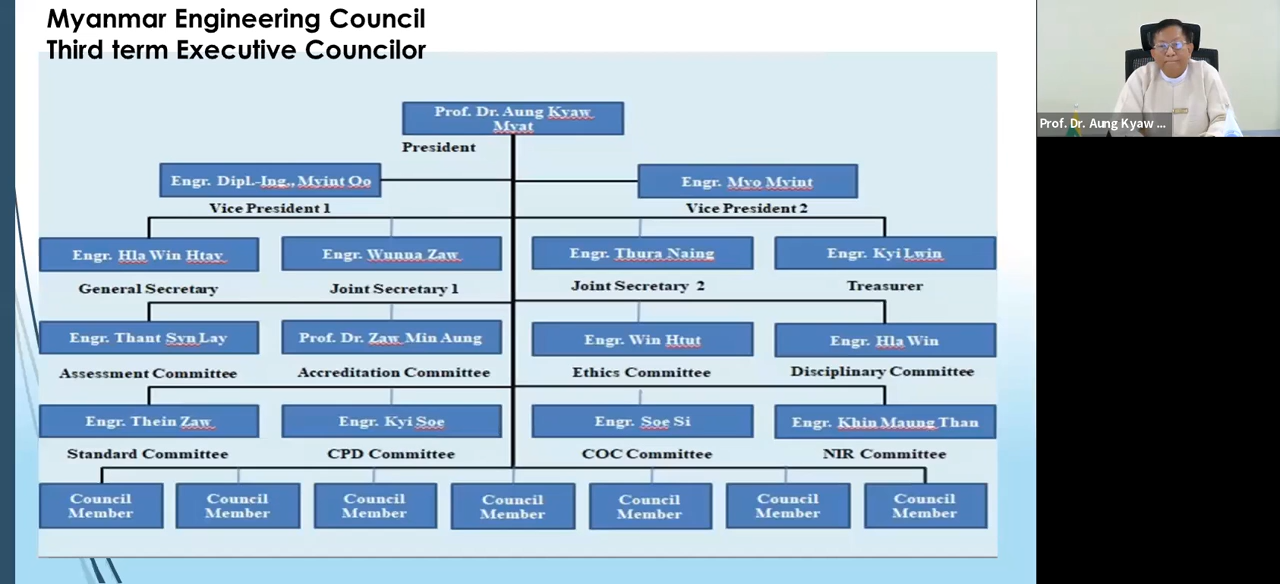 Myanmar Engineering Council
Third term Executive Councilor
Prof. Dr. Aung Kyaw
Myat
President
Engr. Dipl.-Ing., Myint Oo
Engr. Myo Myint
Vice President 1
Vice President 2
Engr. Hla Win Htay
Engr. Wunna Zaw
Engr. Thura Naing
Engr. Kyi Lwin
General Secretary
Joint Secretary 1
Joint Secretary 2
Treasurer
Engr. Thant Syn Lay
Prof. Dr. Zaw Min Aung
Engr. Win Htut
Engr. Hla Win
Assessment Committee
Accreditation Committee
Ethics Committee
Disciplinary Committee
Engr. Thein Zaw
Engr. Kyi Soe
Engr. Soe Si
Engr. Khin Maung Than
Standard Committee
CPD Committee
COC Committee
NIR Committee
Council
Member
Council
Member
Council
Member
Council
Member
Council
Member
Council
Member
Council
Member
Prof. Dr. Aung Kyaw ...